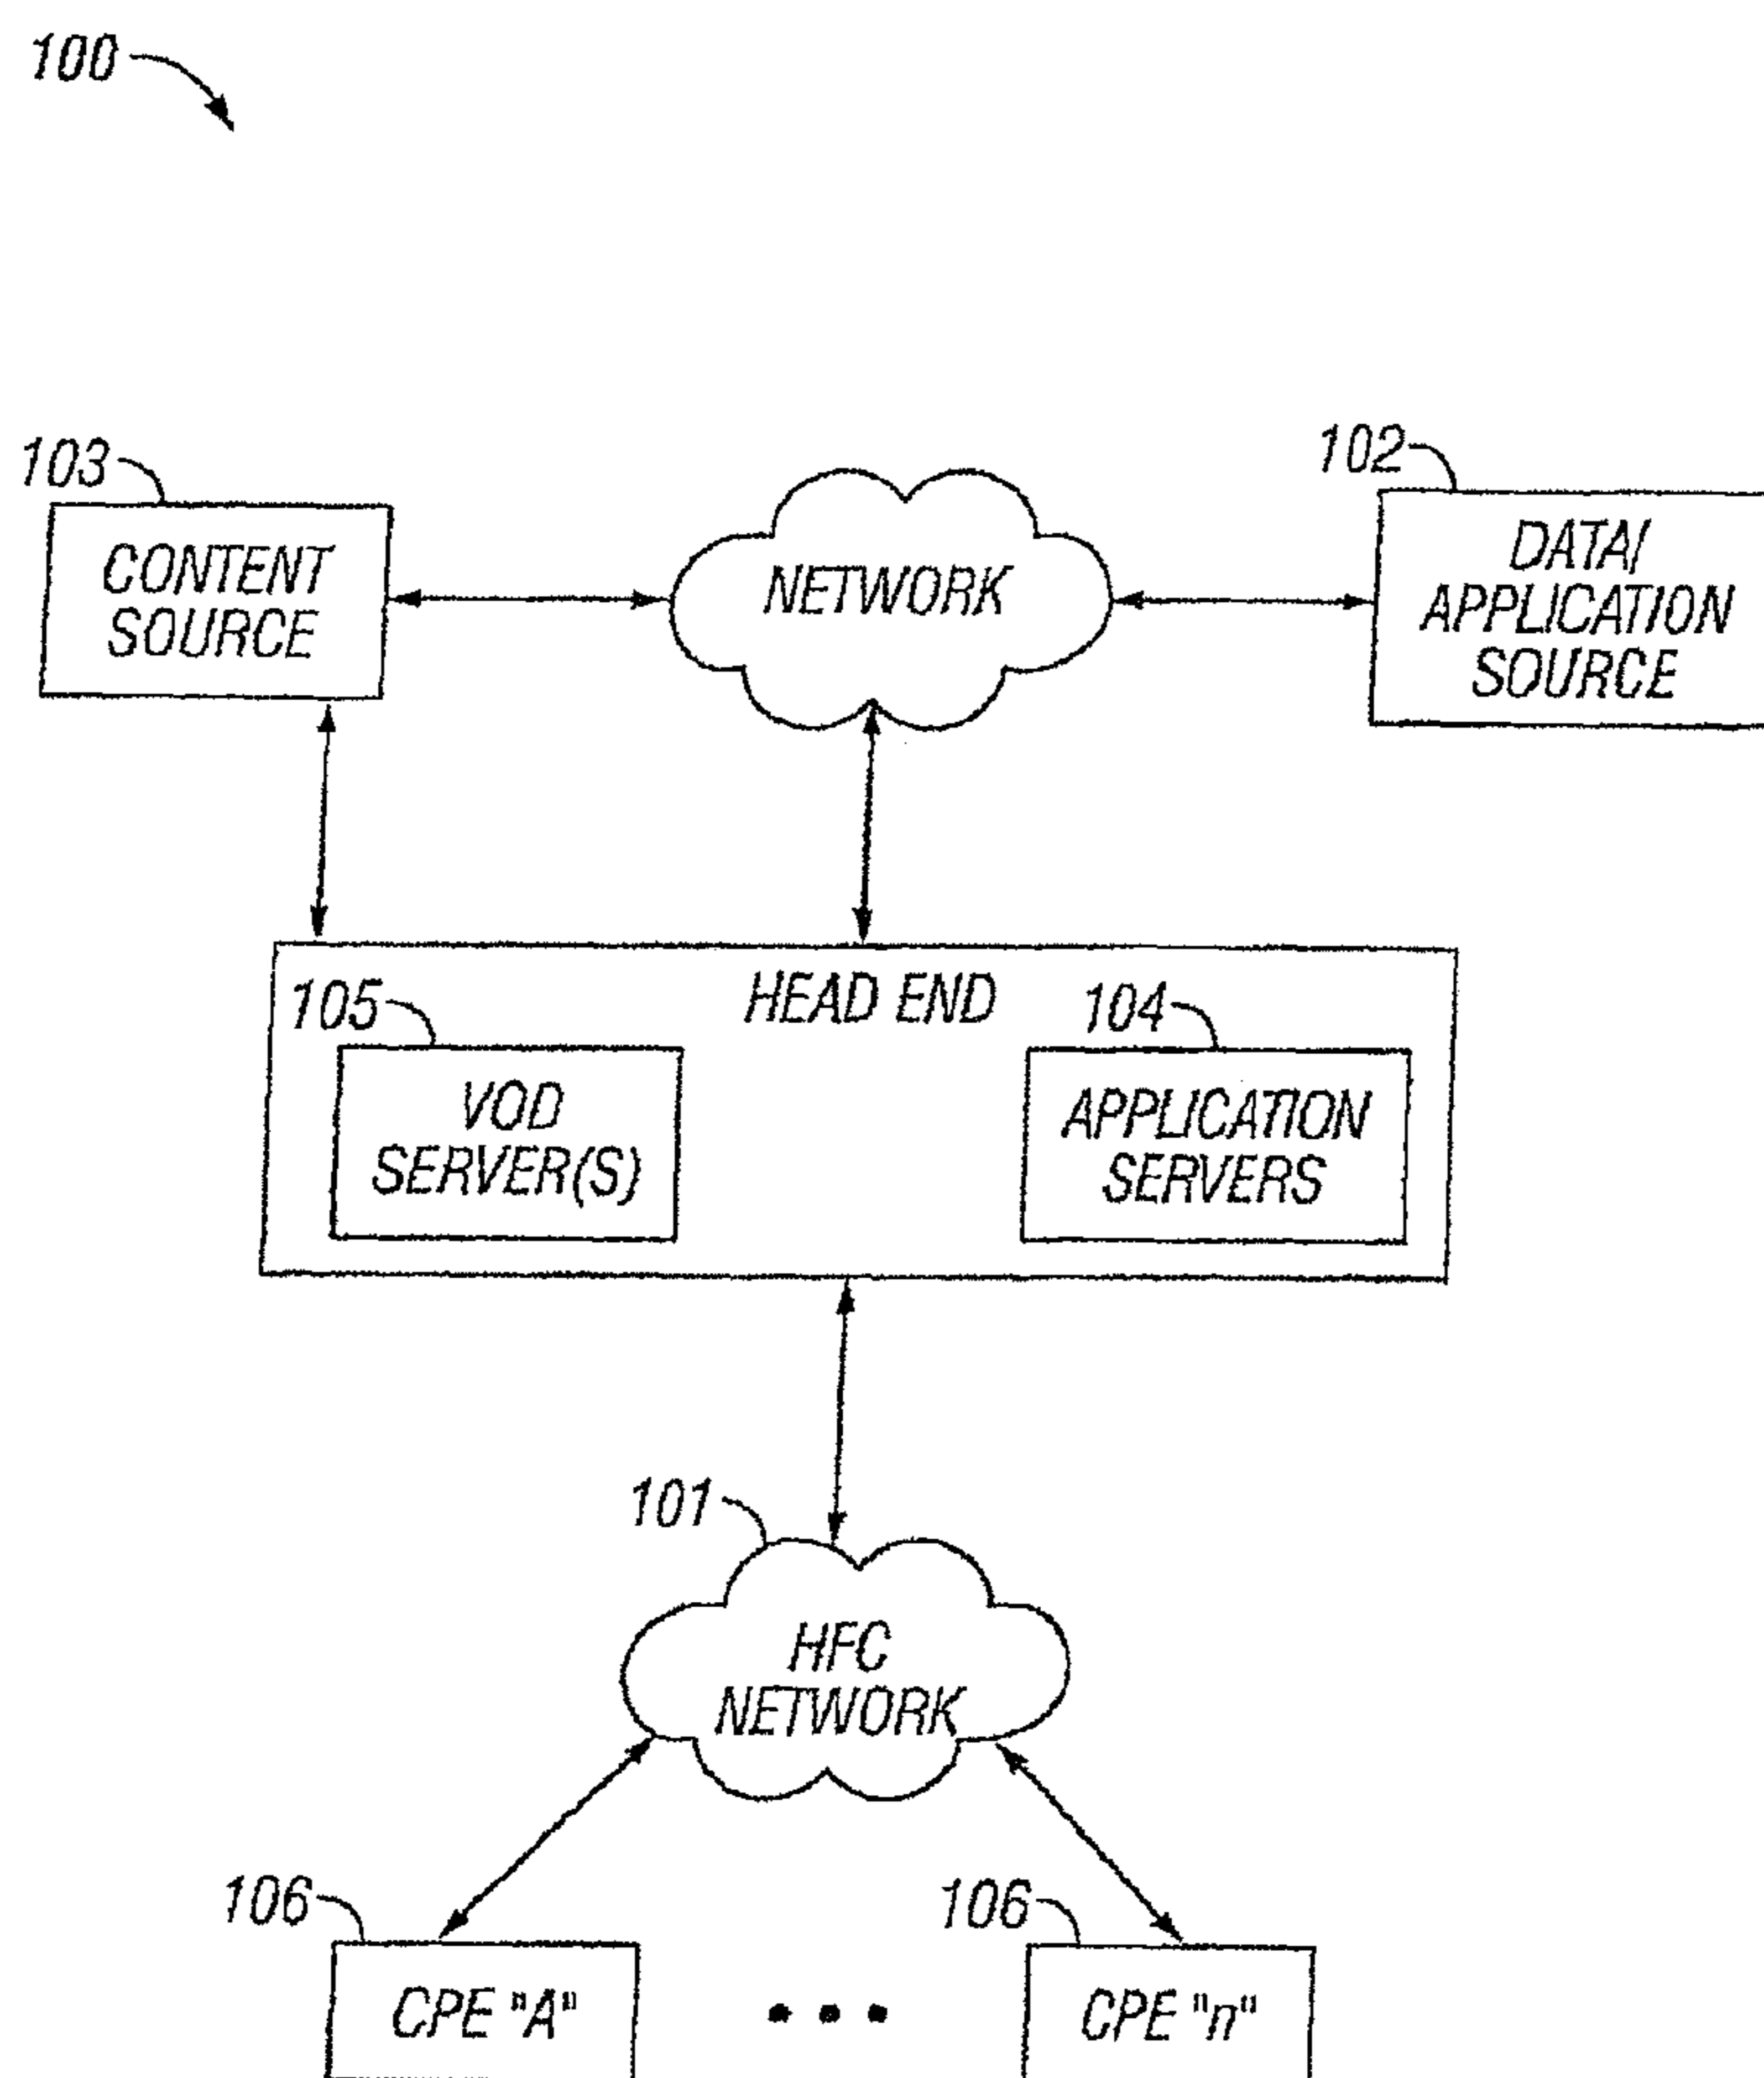 100
103
102
CONTENT
SOURCE
NETWORK
DATA/
APPLICATION
SOURCE
HEAD END
105
104
VOD
SERVER(S)
APPLICATION
SERVERS
101
HFC
NETWORK
106
106
CPE "A"
• • •
CPE "n"